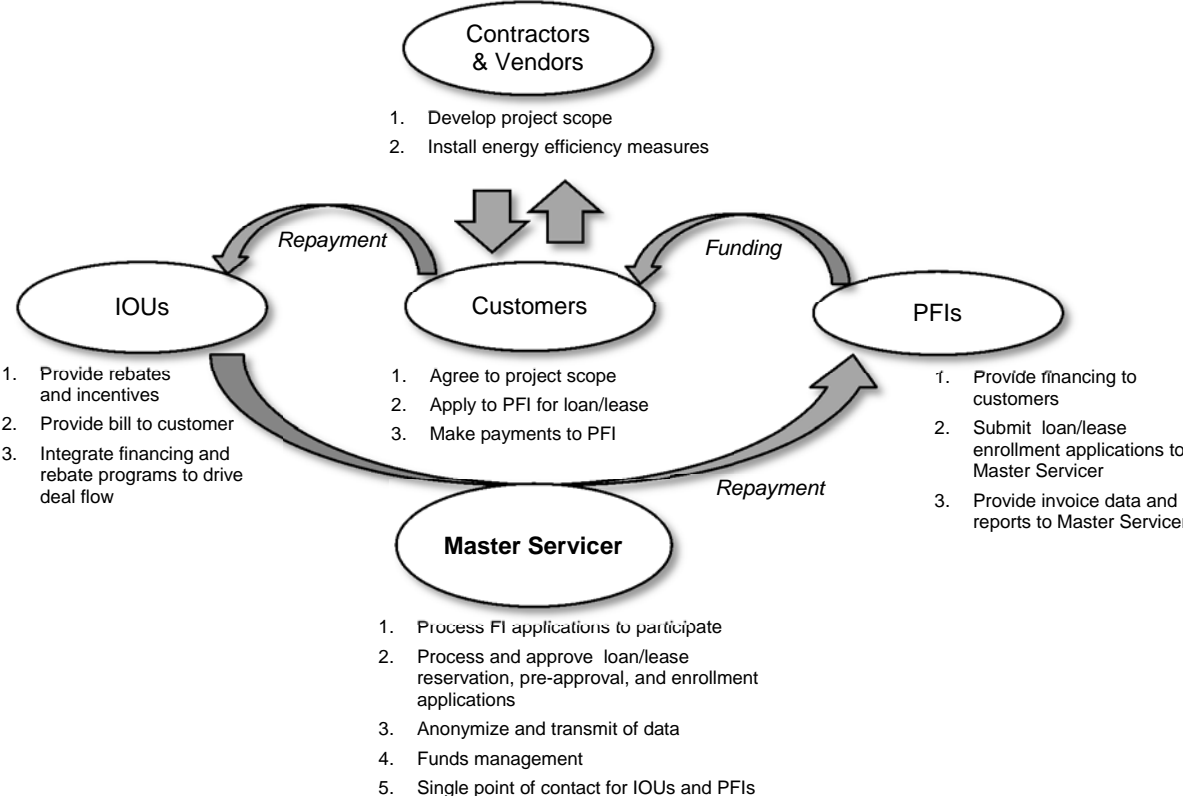 Contractors
& Vendors
1. Develop project scope
2. Install energy efficiency measures
Repayment
Funding
IOUs
Customers
PFIs
1. Provide rebates
and incentives
2. Provide bill to customer
3. Integrate financing and
rebate programs to drive
deal flow
1. Agree to project scope
2. Apply to PFI for loan/lease
3. Make payments to PFI
1. Provide financing to
customers
2. Submit loan/lease
enrollment applications to
Master Servicer
3. Provide invoice data and
reports to Master Servicer
Repayment
Master Servicer
1. Process FI applications to participate
2. Process and approve loan/lease
reservation, pre-approval, and enrollment
applications
3. Anonymize and transmit of data
4. Funds management
5. Single point of contact for IOUs and PFIs